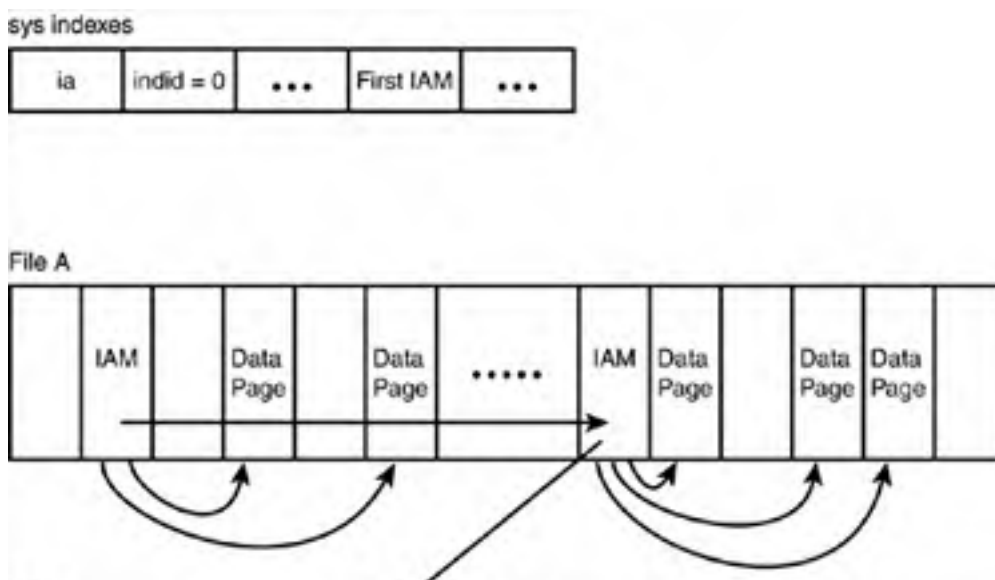 sys indexes
ia indid = 0 ... First IAM ...
File A
IAM Data Page Data Page ..... IAM Data Page Data Page Data Page